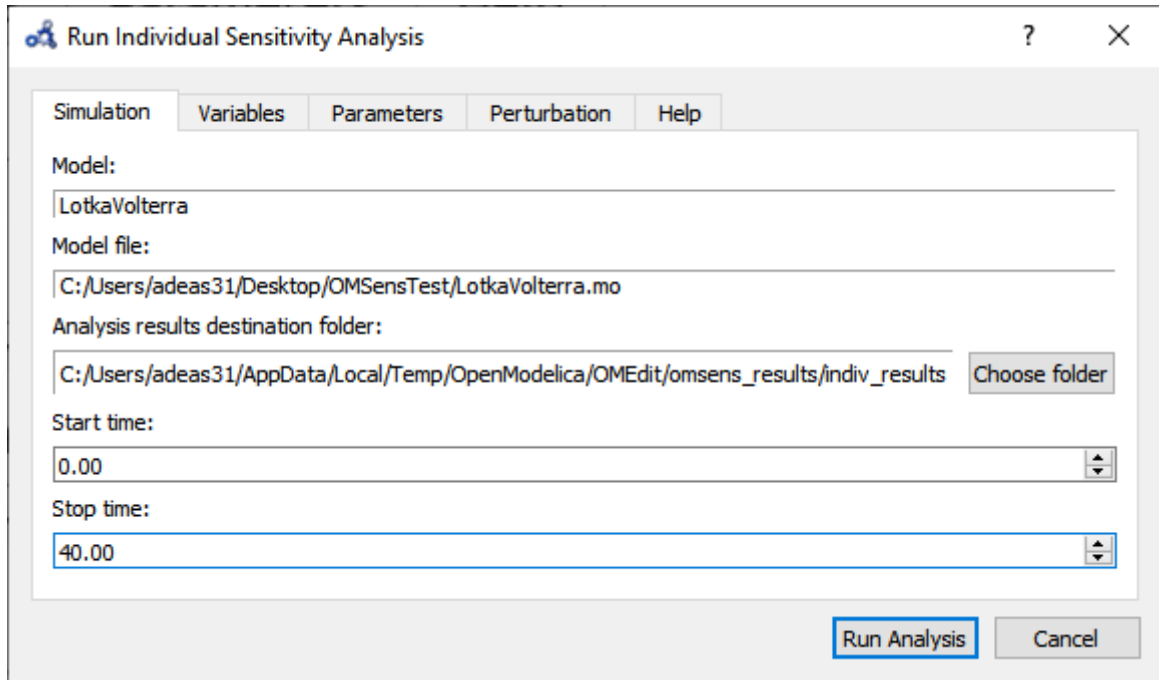 Run Individual Sensitivity Analysis ? ✕
Simulation Variables Parameters Perturbation Help
Model:
LotkaVolterra
Model file:
C:/Users/adeas31/Desktop/OMSensTest/LotkaVolterra.mo
Analysis results destination folder:
C:/Users/adeas31/AppData/Local/Temp/OpenModelica/OMEdit/omsens_results/indiv_results Choose folder
Start time:
0.00
Stop time:
40.00
Run Analysis Cancel